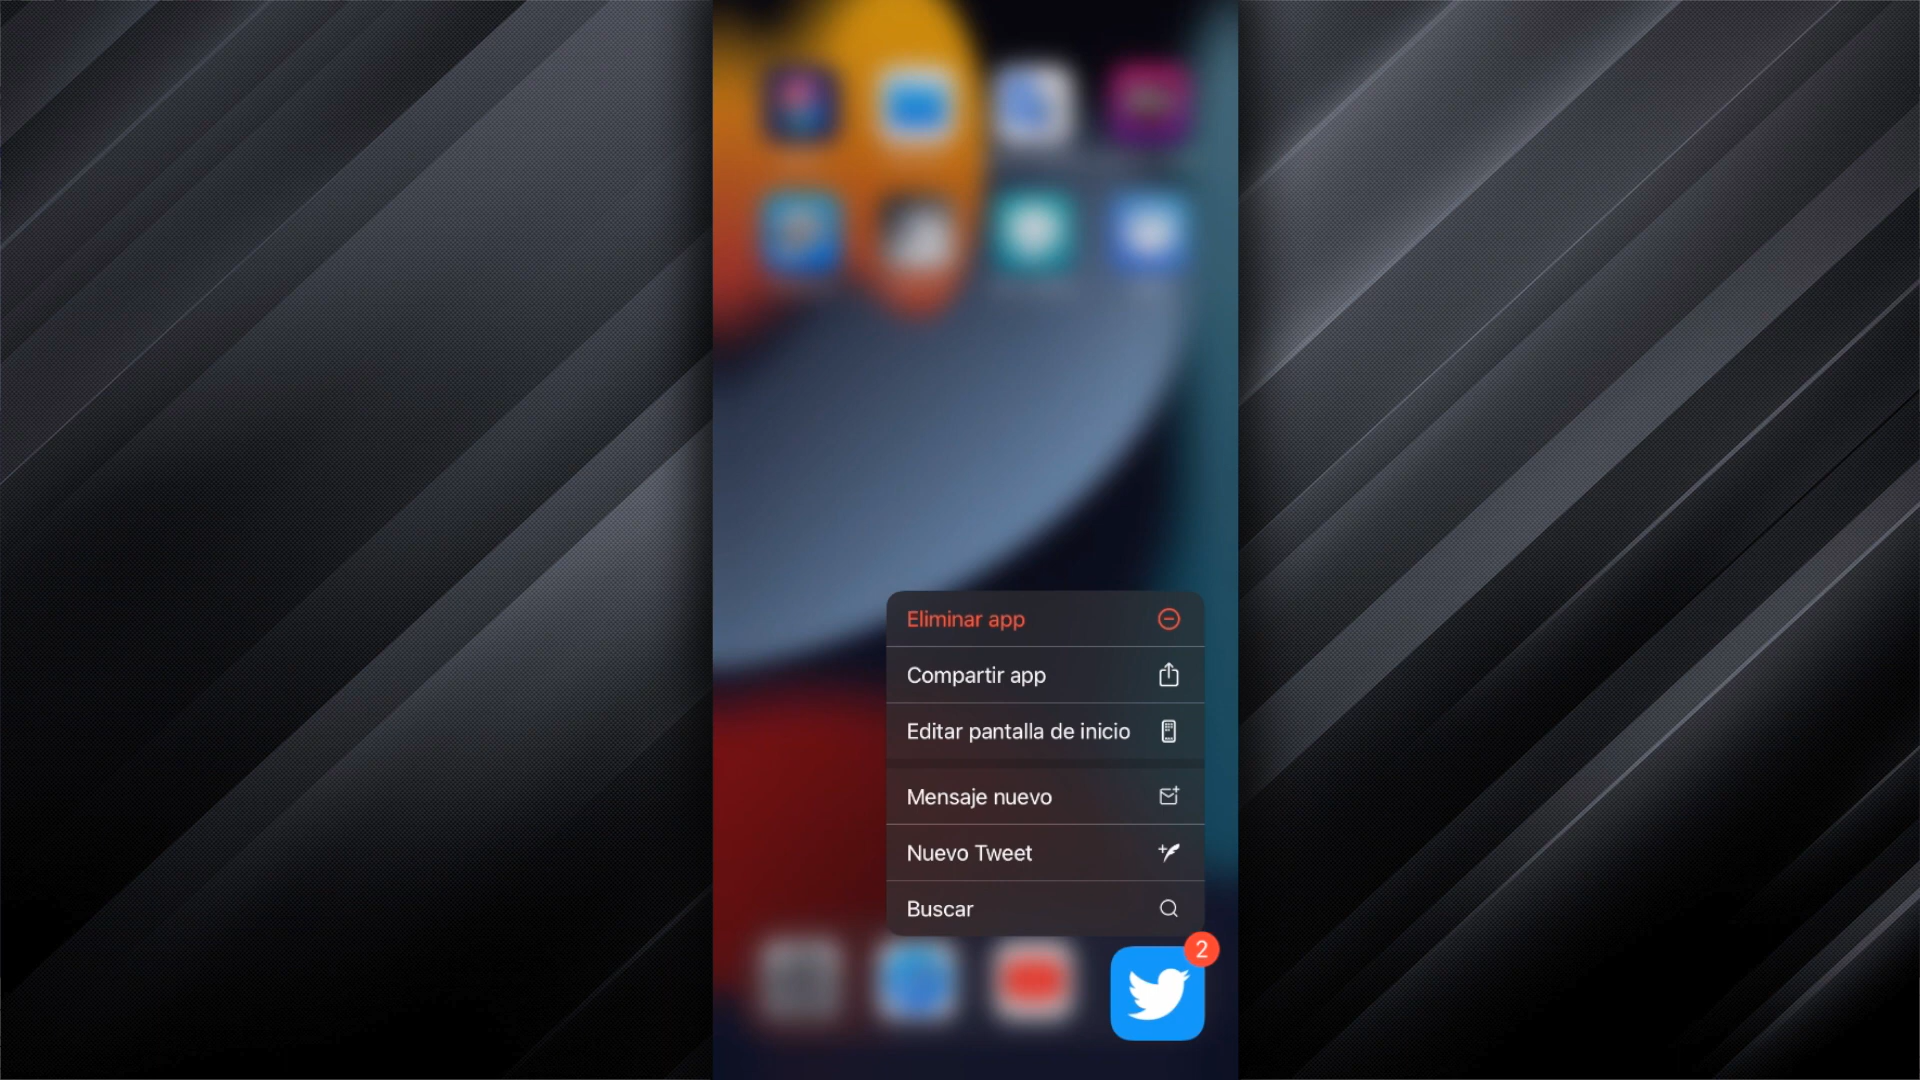 Eliminar app
Compartir app
Editar pantalla de inicio
Mensaje nuevo
Nuevo Tweet
Buscar
2